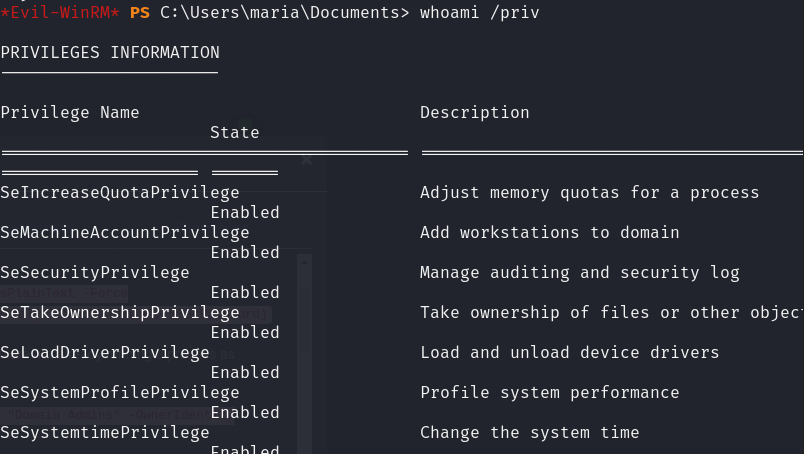 *Evil-WinRM* PS C:\Users\maria\Documents> whoami /priv
PRIVILEGES INFORMATION
----------------------
Privilege Name Description
State
========================================= =======================================
==================== =======
SeIncreaseQuotaPrivilege Adjust memory quotas for a process
Enabled
SeMachineAccountPrivilege Add workstations to domain
Enabled
SeSecurityPrivilege Manage auditing and security log
Enabled
SeTakeOwnershipPrivilege Take ownership of files or other objec
Enabled
SeLoadDriverPrivilege Load and unload device drivers
Enabled
SeSystemProfilePrivilege Profile system performance
Enabled
SeSystemtimePrivilege Change the system time
Enabled